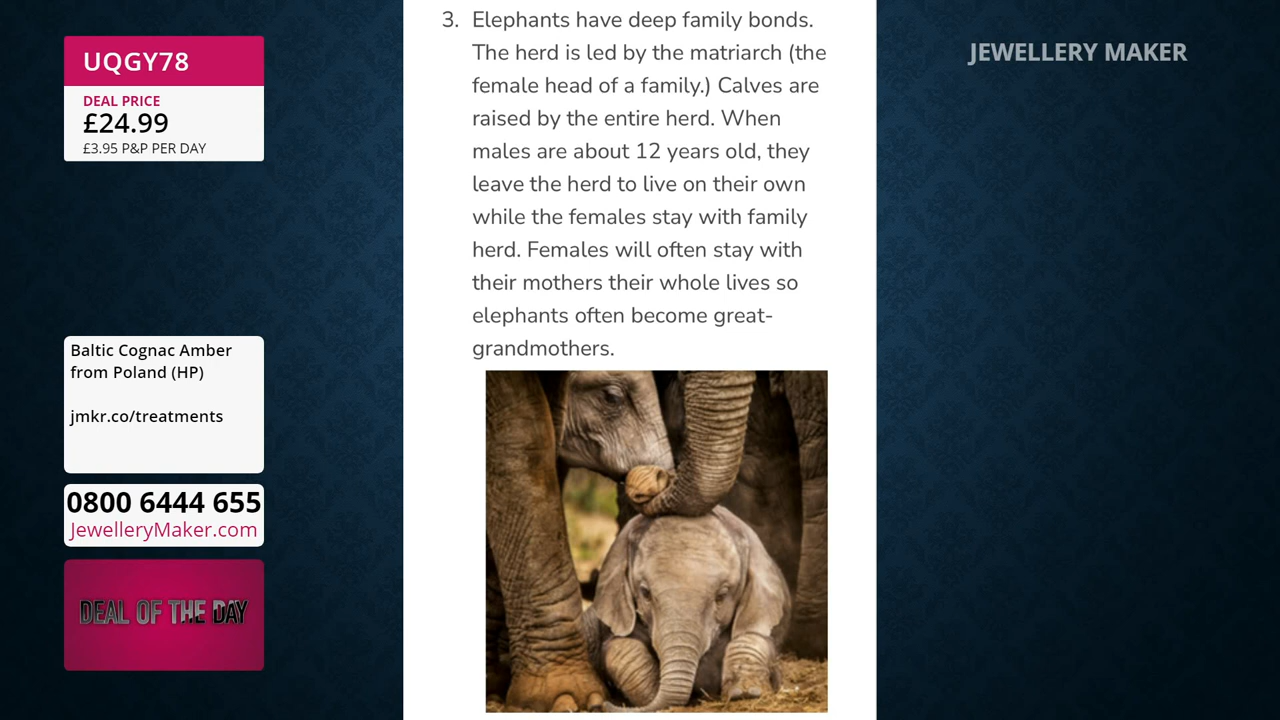 UQGY78
DEAL PRICE
£24.99
£3.95 P&P PER DAY
Baltic Cognac Amber
from Poland (HP)
jmkr.co/treatments
0800 6444 655
JewelleryMaker.com
DEAL OF THE DAY
3. Elephants have deep family bonds.
The herd is led by the matriarch (the
female head of a family.) Calves are
raised by the entire herd. When
males are about 12 years old, they
leave the herd to live on their own
while the females stay with family
herd. Females will often stay with
their mothers their whole lives so
elephants often become great-
grandmothers.
JEWELLERY MAKER